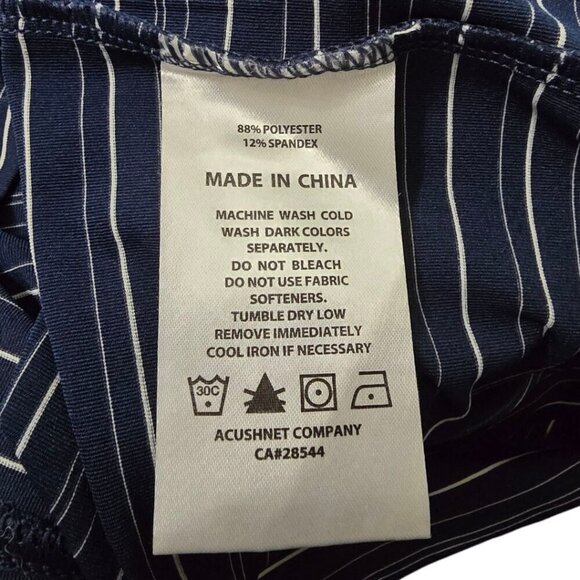 88% POLYESTER
12% SPANDEX
MADE IN CHINA
MACHINE WASH COLD
WASH DARK COLORS
SEPARATELY.
DO NOT BLEACH
DO NOT USE FABRIC
SOFTENERS.
TUMBLE DRY LOW
REMOVE IMMEDIATELY
COOL IRON IF NECESSARY
30C
ACUSHNET COMPANY
CA#28544